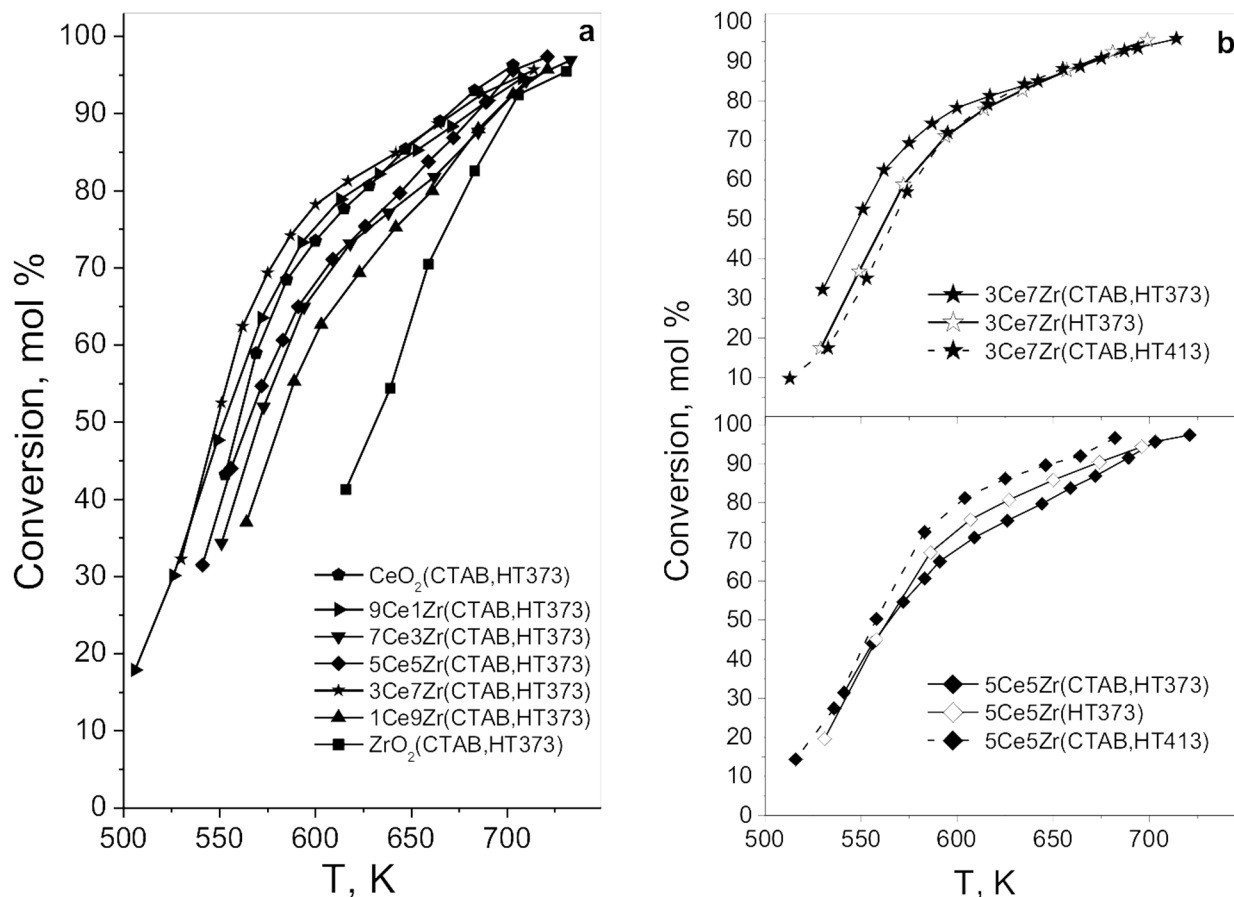 a
100
90
80
70
60
50
40
30
20
10
0
Conversion, mol %
CeO₂(CTAB,HT373)
9Ce1Zr(CTAB,HT373)
7Ce3Zr(CTAB,HT373)
5Ce5Zr(CTAB,HT373)
3Ce7Zr(CTAB,HT373)
1Ce9Zr(CTAB,HT373)
ZrO₂(CTAB,HT373)
500 550 600 650 700
T, K
b
100
90
80
70
60
50
40
30
20
10
3Ce7Zr(CTAB,HT373)
3Ce7Zr(HT373)
3Ce7Zr(CTAB,HT413)
Conversion, mol %
100
90
80
70
60
50
40
30
20
10
0
5Ce5Zr(CTAB,HT373)
5Ce5Zr(HT373)
5Ce5Zr(CTAB,HT413)
500 550 600 650 700
T, K